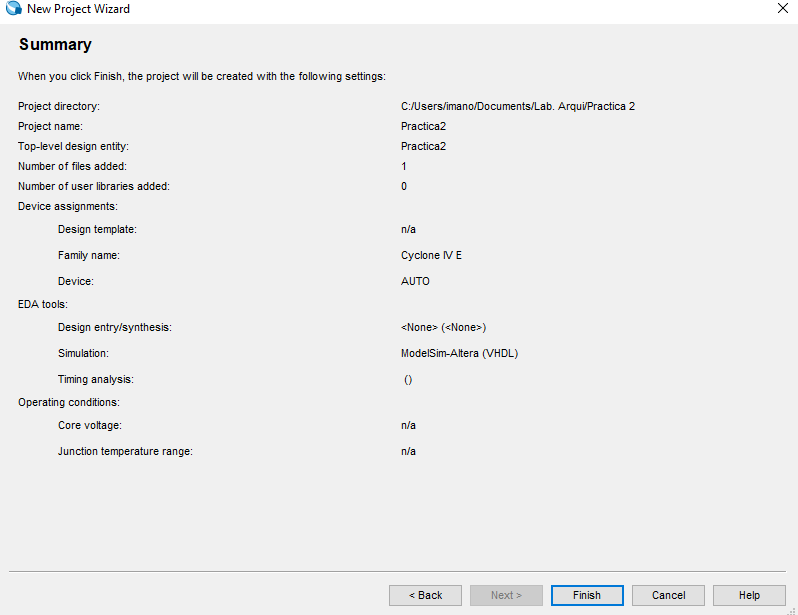 New Project Wizard
Summary
When you click Finish, the project will be created with the following settings:
Project directory: C:/Users/imano/Documents/Lab. Arqui/Practica 2
Project name: Practica2
Top-level design entity: Practica2
Number of files added: 1
Number of user libraries added: 0
Device assignments:
Design template: n/a
Family name: Cyclone IV E
Device: AUTO
EDA tools:
Design entry/synthesis: <None> (<None>)
Simulation: ModelSim-Altera (VHDL)
Timing analysis: ()
Operating conditions:
Core voltage: n/a
Junction temperature range: n/a
< Back Next > Finish Cancel Help